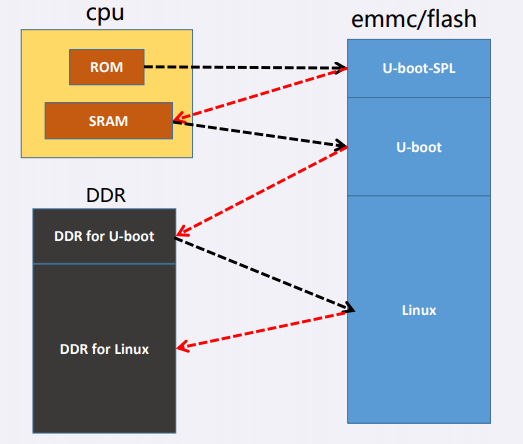 cpu
emmc/flash
ROM
U-boot-SPL
SRAM
U-boot
DDR
DDR for U-boot
Linux
DDR for Linux